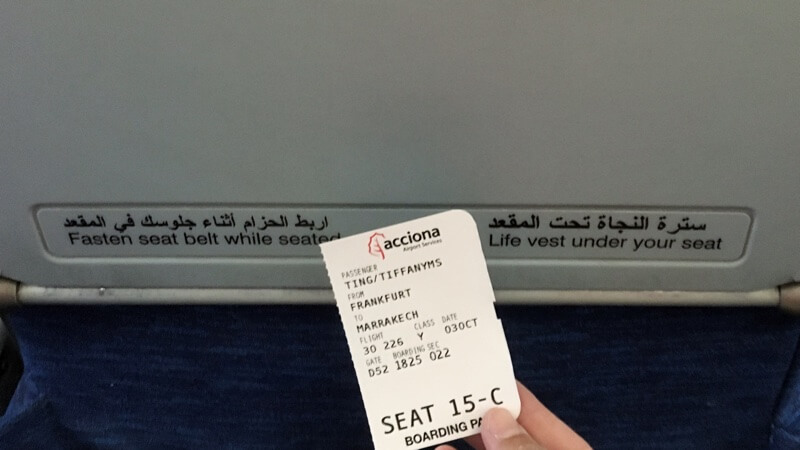 اربط الحزام أثناء جلوسك في المقعد
Fasten seat belt while seated
سترة النجاة تحت المقعد
Life vest under your seat
acciona
Airport Services
PASSENGER
TING/TIFFANYMS
FROM
FRANKFURT
TO
MARRAKECH
FLIGHT CLASS DATE
30 226 Y 03OCT
GATE BOARDING SEC
D52 1825 022
SEAT 15-C
BOARDING